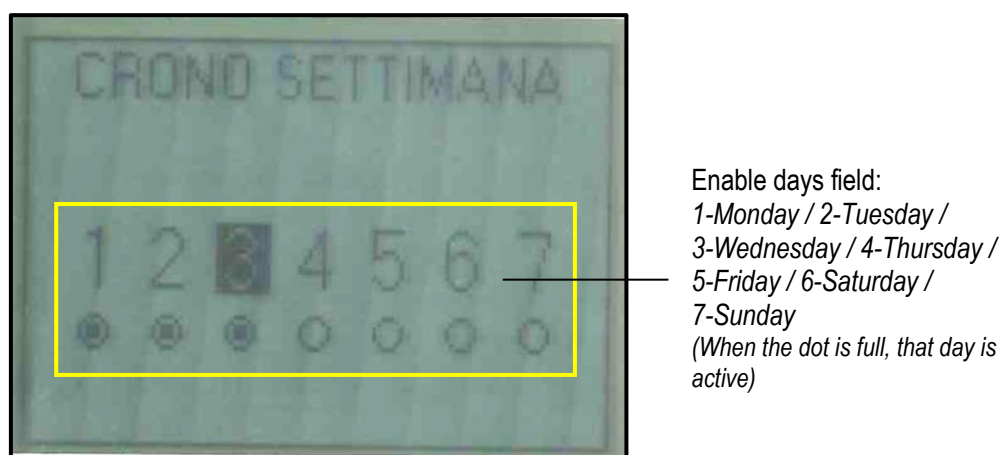 CRONO SETTIMANA
1 2 3 4 5 6 7
Enable days field:
1-Monday / 2-Tuesday /
3-Wednesday / 4-Thursday /
5-Friday / 6-Saturday /
7-Sunday
(When the dot is full, that day is
active)